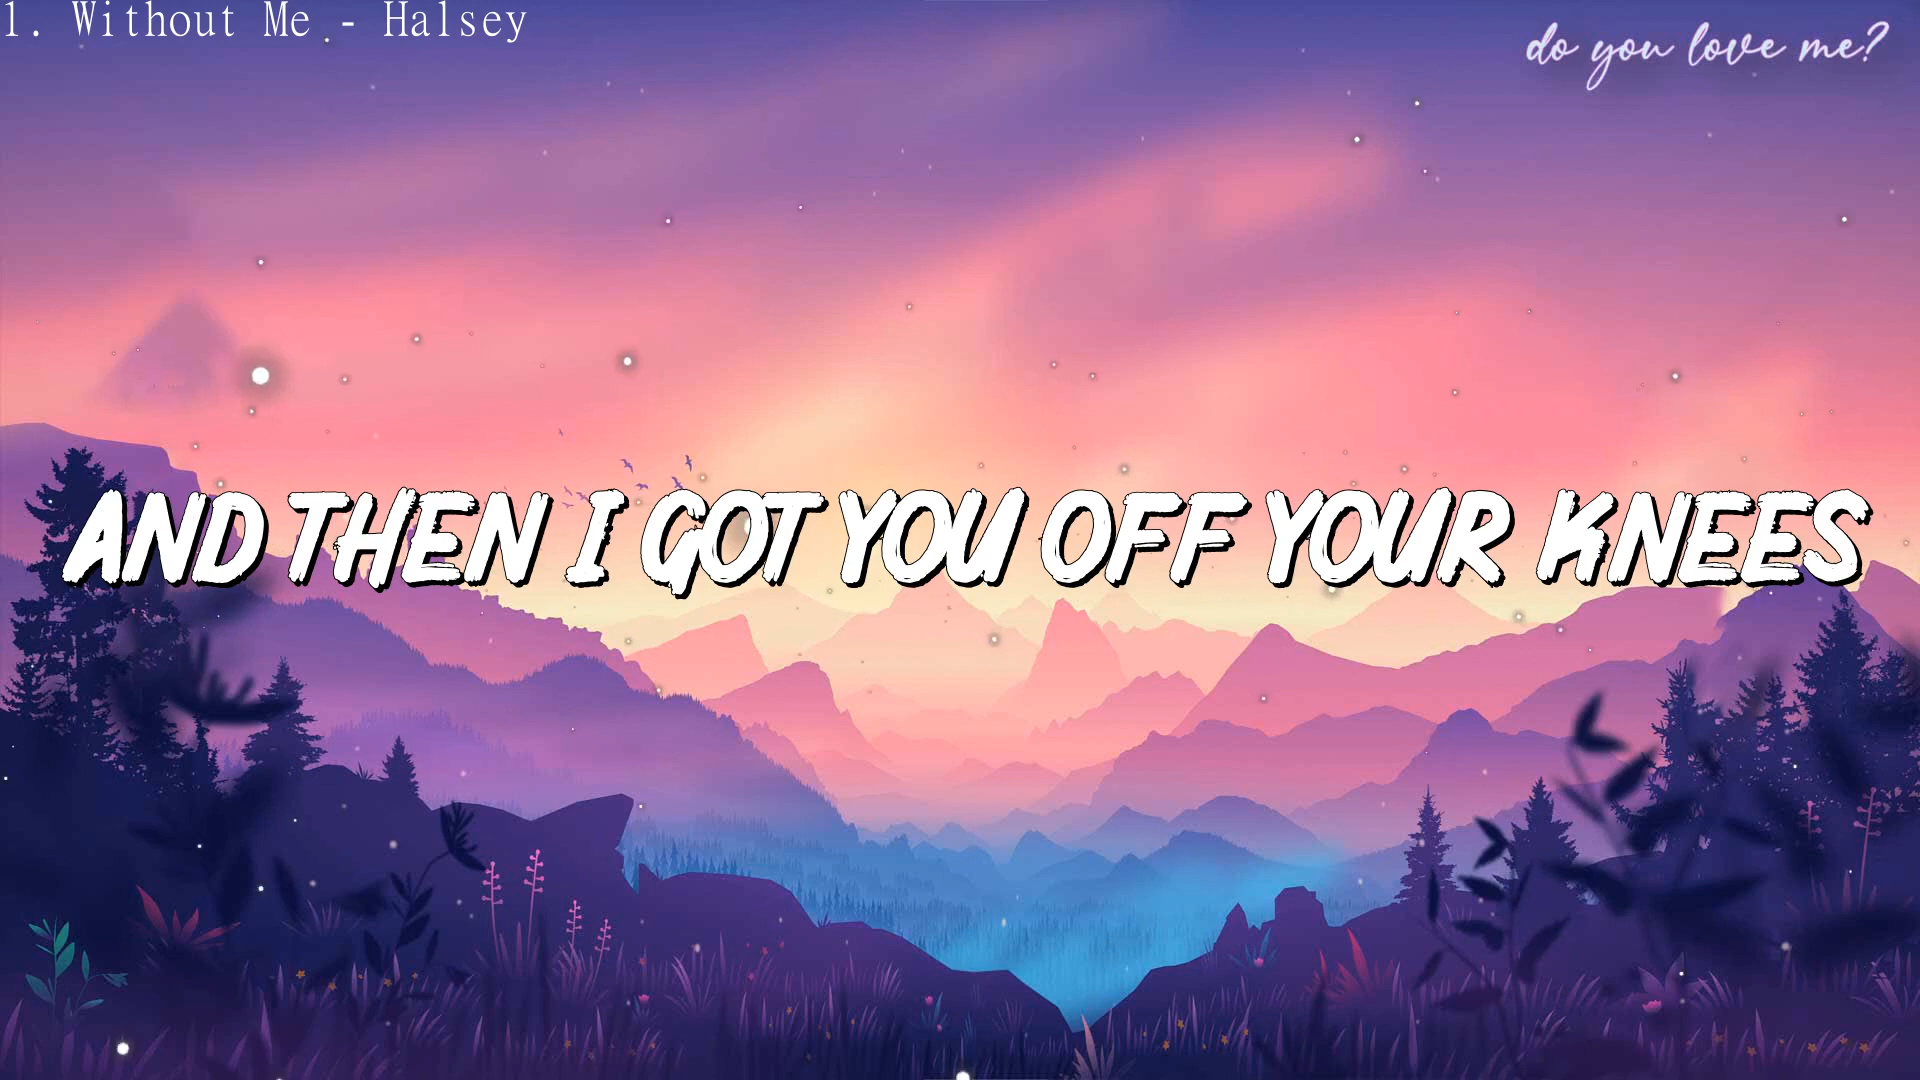 1. Without Me - Halsey
do you love me?
AND THEN I GOT YOU OFF YOUR KNEES